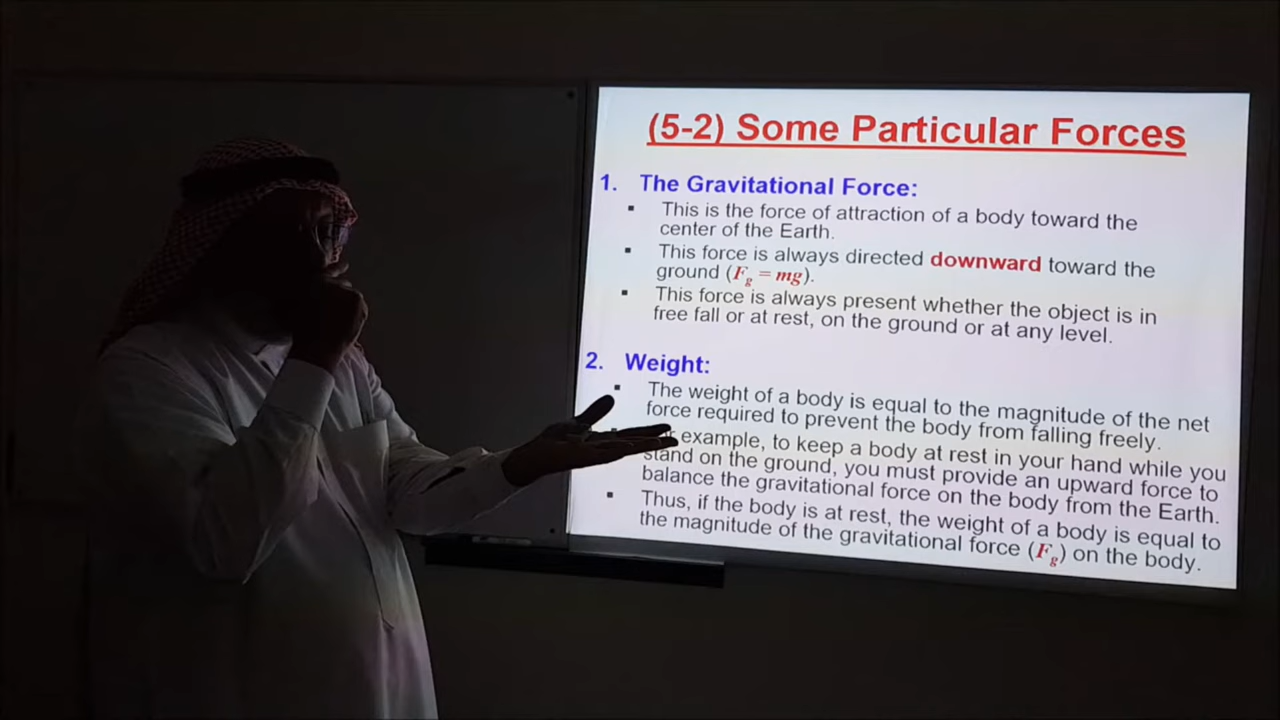 (5-2) Some Particular Forces
1. The Gravitational Force:
▪ This is the force of attraction of a body toward the
center of the Earth.
▪ This force is always directed downward toward the
ground (Fg = mg).
▪ This force is always present whether the object is in
free fall or at rest, on the ground or at any level.
2. Weight:
▪ The weight of a body is equal to the magnitude of the net
force required to prevent the body from falling freely.
example, to keep a body at rest in your hand while you
stand on the ground, you must provide an upward force to
balance the gravitational force on the body from the Earth.
▪ Thus, if the body is at rest, the weight of a body is equal to
the magnitude of the gravitational force (Fg) on the body.